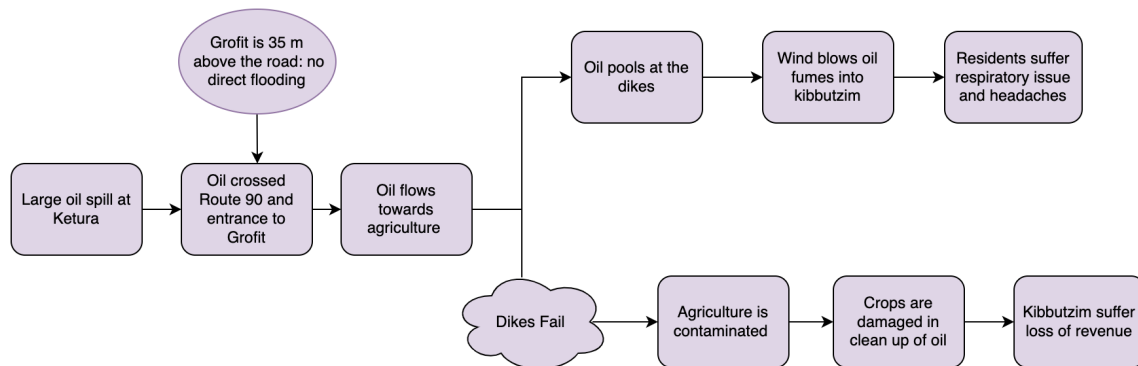 Grofit is 35 m
above the road: no
direct flooding
Large oil spill at
Ketura
Oil crossed
Route 90 and
entrance to
Grofit
Oil flows
towards
agriculture
Oil pools at the
dikes
Wind blows oil
fumes into
kibbutzim
Residents suffer
respiratory issue
and headaches
Dikes Fail
Agriculture is
contaminated
Crops are
damaged in
clean up of oil
Kibbutzim suffer
loss of revenue